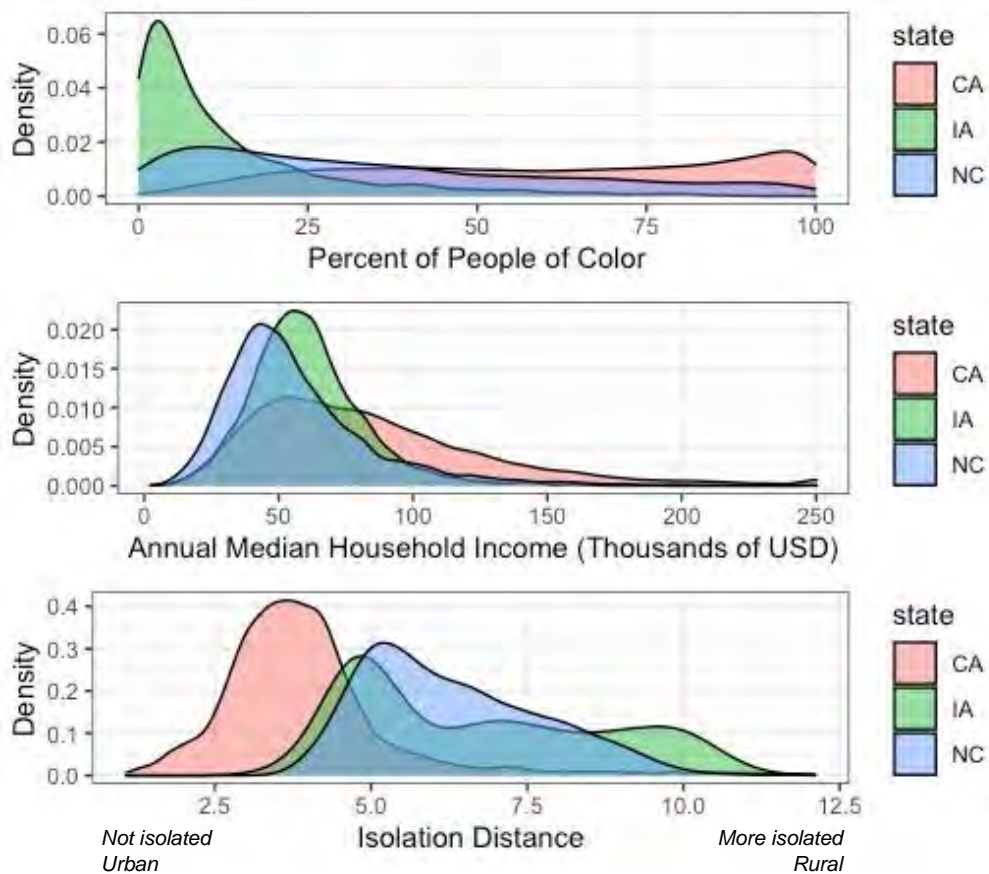 0.06
0.04
0.02
0.00
Density
0 25 50 75 100
Percent of People of Color
state
CA
IA
NC
0.020
0.015
0.010
0.005
0.000
Density
0 50 100 150 200 250
Annual Median Household Income (Thousands of USD)
state
CA
IA
NC
0.4
0.3
0.2
0.1
0.0
Density
2.5 5.0 7.5 10.0 12.5
Isolation Distance
Not isolated
Urban
More isolated
Rural
state
CA
IA
NC